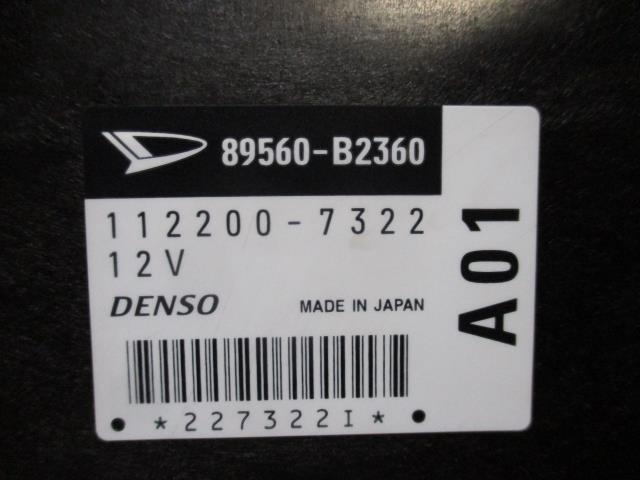 89560-B2360
112200-7322
12V
DENSO MADE IN JAPAN
*227322I*
A01